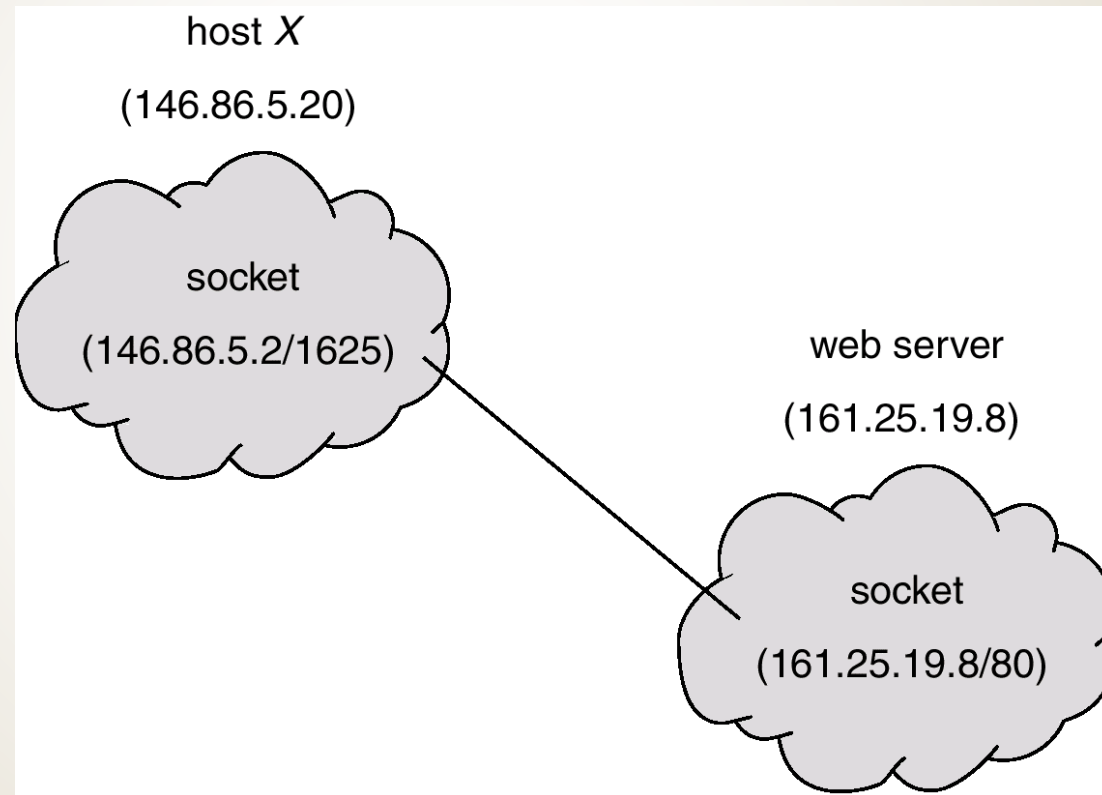 host X
(146.86.5.20)
socket
(146.86.5.2/1625)
web server
(161.25.19.8)
socket
(161.25.19.8/80)